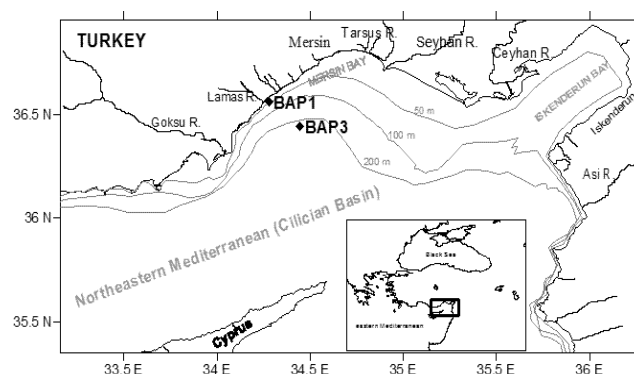 TURKEY
Mersin
Tarsus R.
Seyhan R.
Ceyhan R.
MERSIN BAY
ISKENDERUN BAY
Lamas R.
BAP1
Goksu R.
BAP3
50 m
100 m
200 m
Iskenderun
Asi R.
Northeastern Mediterranean (Cilician Basin)
Cyprus
Black Sea
eastern Mediterranean
36.5 N
36 N
35.5 N
33.5 E
34 E
34.5 E
35 E
35.5 E
36 E